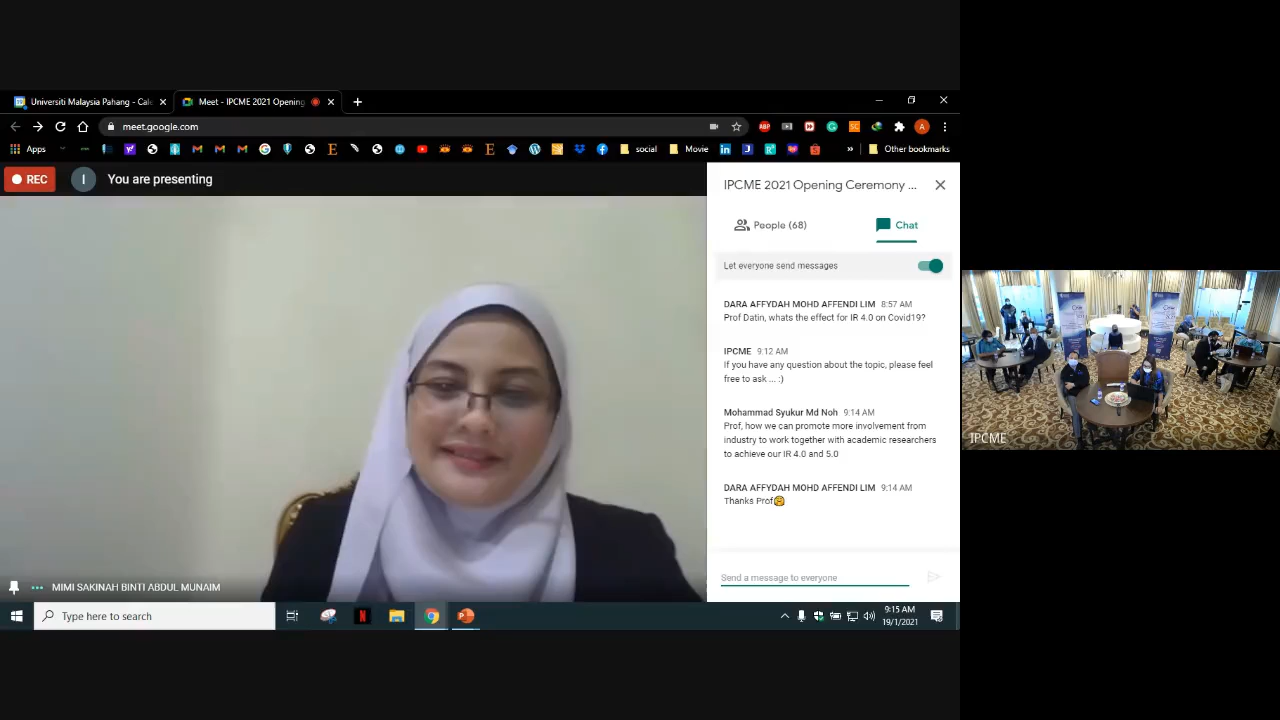 Universiti Malaysia Pahang - Cale
Meet - IPCME 2021 Opening
meet.google.com
Apps
social
Movie
Other bookmarks
REC
I
You are presenting
IPCME 2021 Opening Ceremony ...
People (68)
Chat
Let everyone send messages
DARA AFFYDAH MOHD AFFENDI LIM 8:57 AM
Prof Datin, whats the effect for IR 4.0 on Covid19?
IPCME 9:12 AM
If you have any question about the topic, please feel
free to ask ... :)
Mohammad Syukur Md Noh 9:14 AM
Prof, how we can promote more involvement from
industry to work together with academic researchers
to achieve our IR 4.0 and 5.0
DARA AFFYDAH MOHD AFFENDI LIM 9:14 AM
Thanks Prof🤗
Send a message to everyone
MIMI SAKINAH BINTI ABDUL MUNAIM
IPCME
Type here to search
9:15 AM
19/1/2021